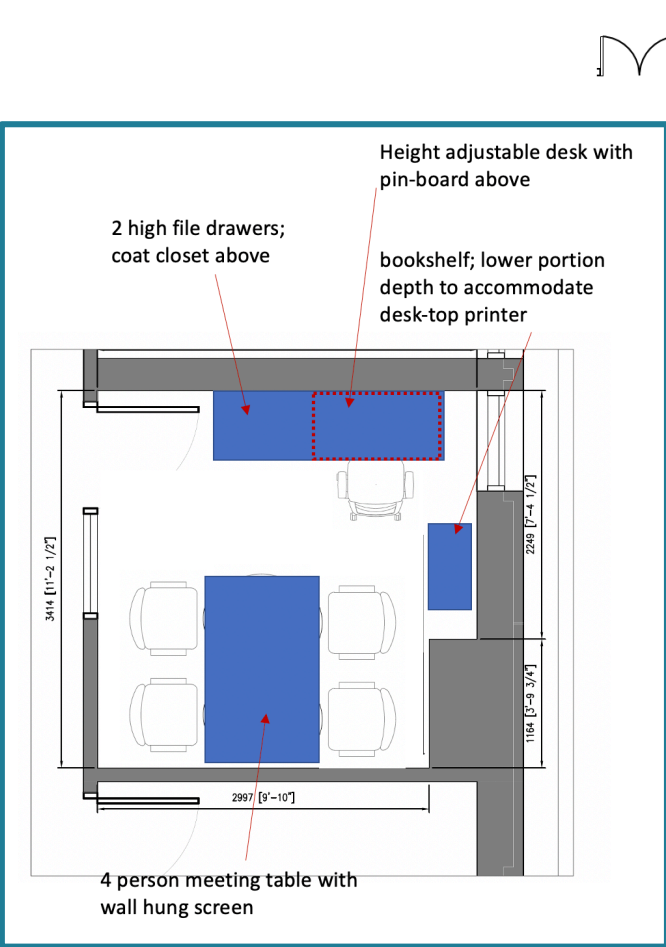 Height adjustable desk with
pin-board above
2 high file drawers;
coat closet above
bookshelf; lower portion
depth to accommodate
desk-top printer
3414 [11'-2 1/2"]
2249 [7'-4 1/2"]
1164 [3'-9 3/4"]
2997 [9'-10"]
4 person meeting table with
wall hung screen